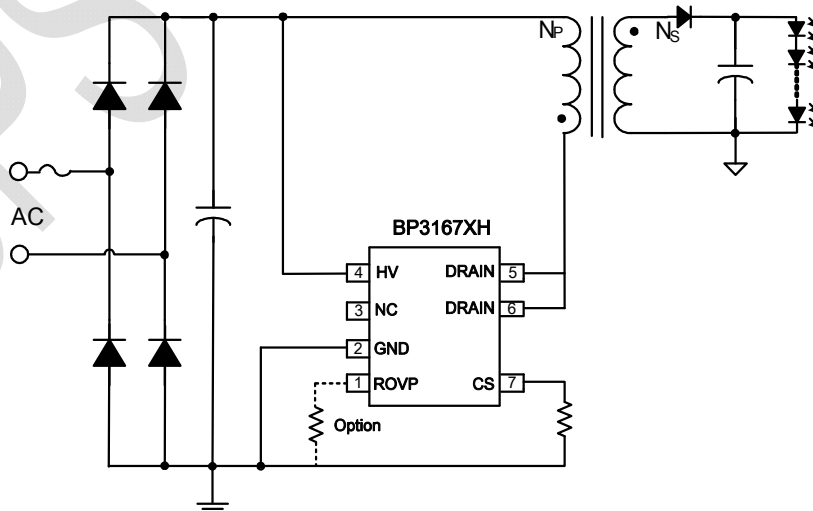 NP
NS
AC
BP3167XH
4 HV
DRAIN 5
3 NC
DRAIN 6
2 GND
1 ROVP
CS 7
Option